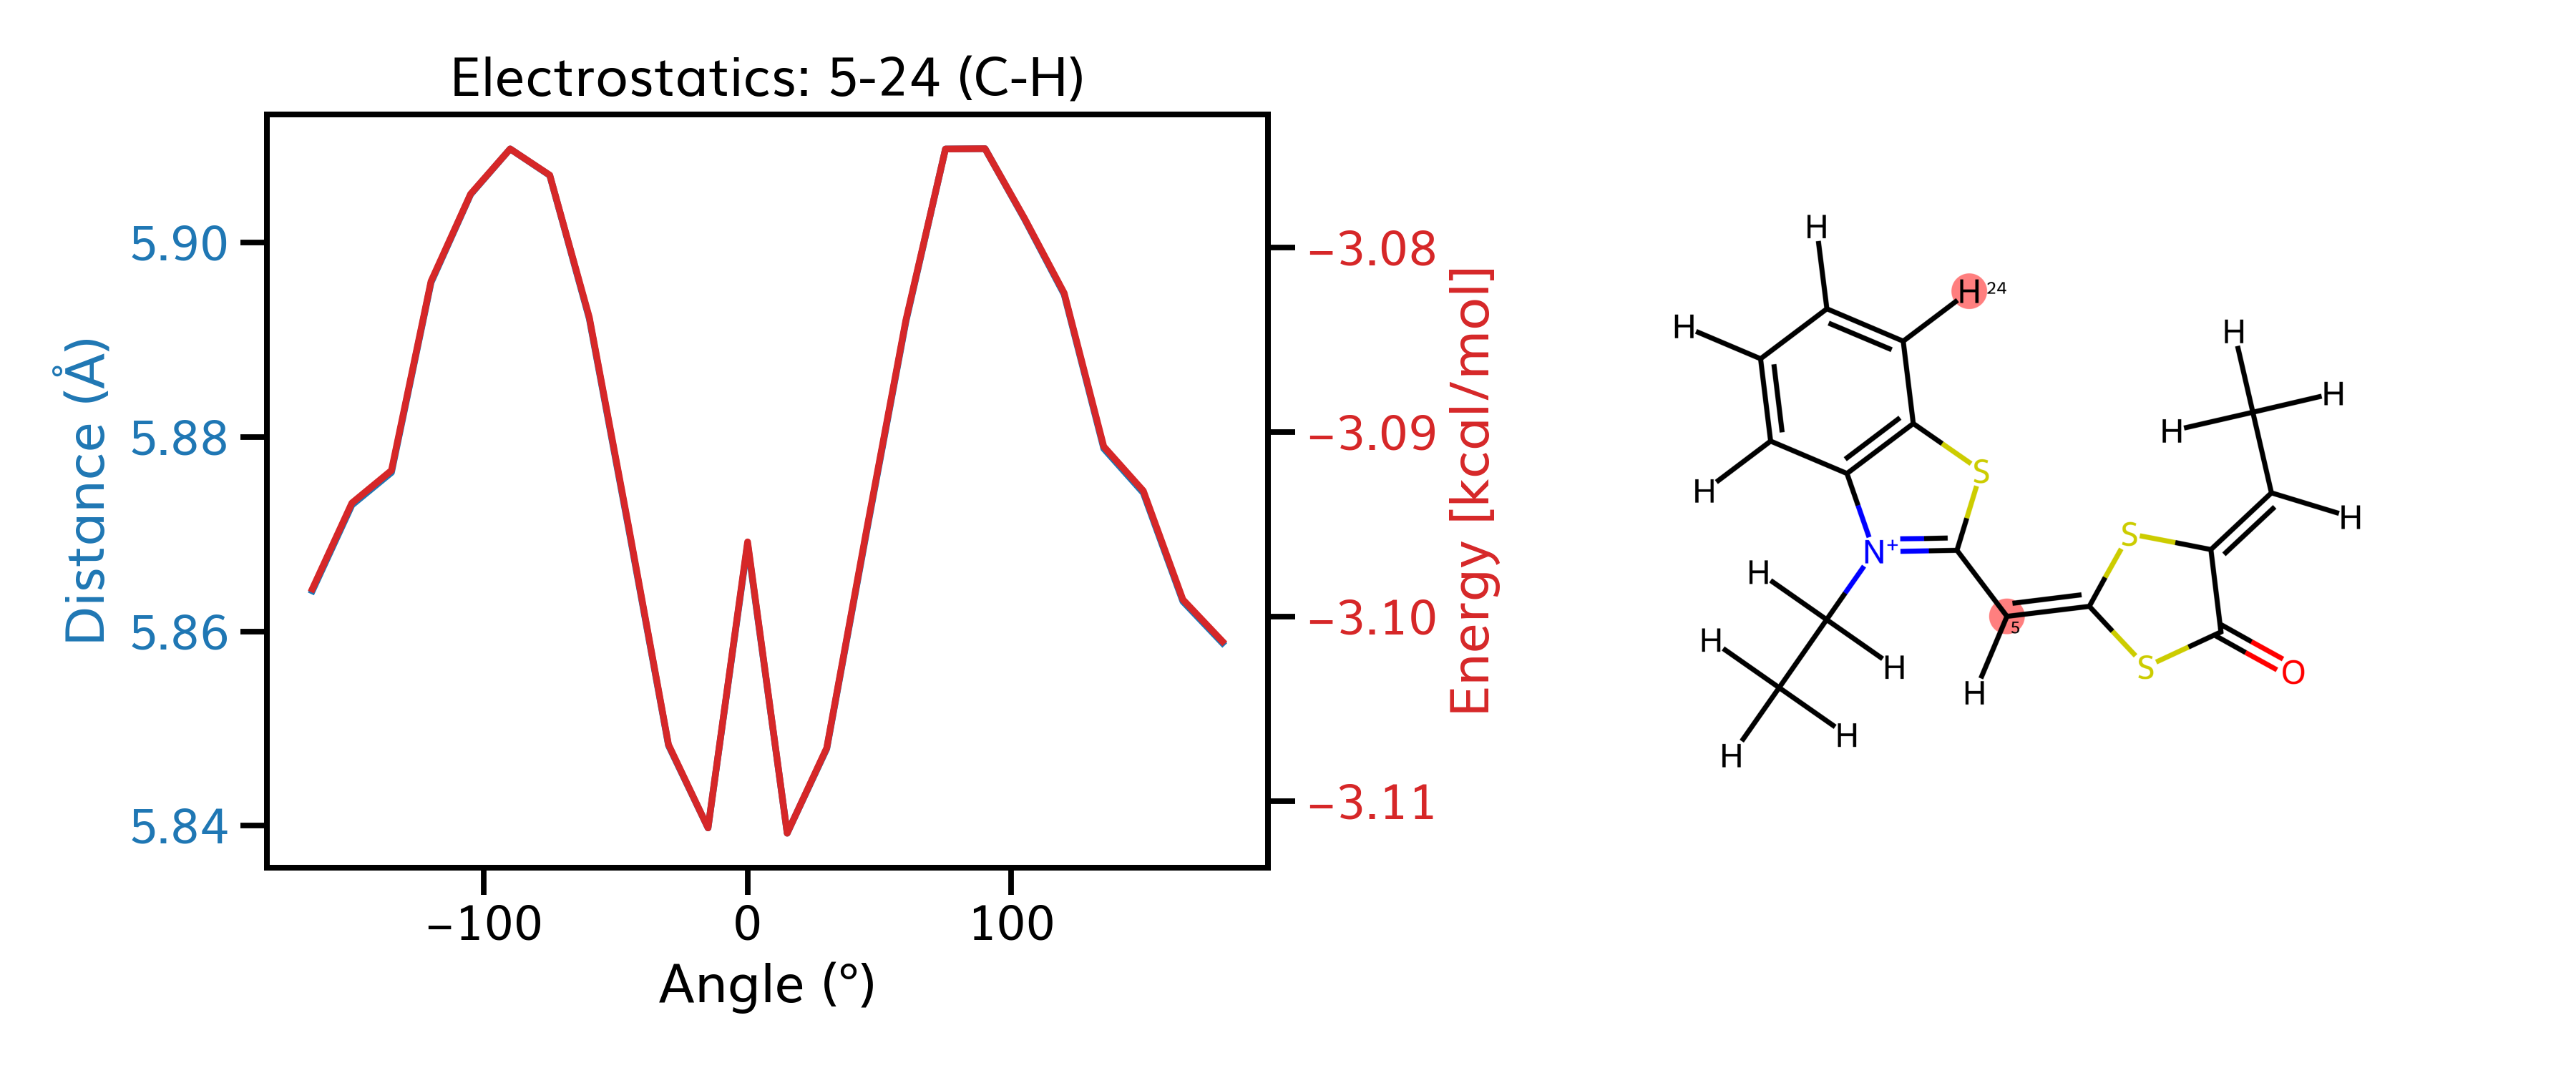 Electrostatics: 5-24 (C-H)
Distance (Å)
5.90
5.88
5.86
5.84
−100
0
100
Angle (°)
−3.08
−3.09
−3.10
−3.11
Energy [kcal/mol]
H
H 24
H
H
H
H
H
S
H
S
N+
H
5
H
H
S
O
H
H
H